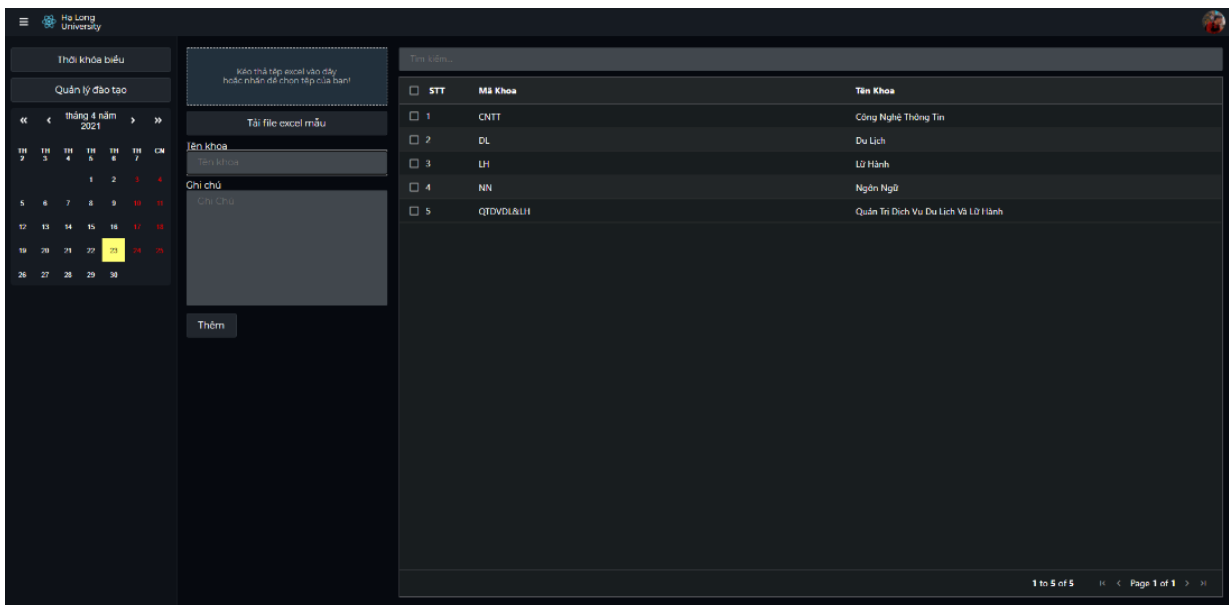 Ha Long
University
Thời khóa biểu
Quản lý đào tạo
« ‹ tháng 4 năm 2021 › »
TH 2 TH 3 TH 4 TH 5 TH 6 TH 7 CN
1 2 3 4
5 6 7 8 9 10 11
12 13 14 15 16 17 18
19 20 21 22 23 24 25
26 27 28 29 30
Kéo thả tệp excel vào đây
hoặc nhấn để chọn tệp của bạn!
Tải file excel mẫu
Tên khoa
Tên khoa
Ghi chú
Ghi Chú
Thêm
Tìm kiếm...
STT Mã Khoa Tên Khoa
1 CNTT Công Nghệ Thông Tin
2 DL Du Lịch
3 LH Lữ Hành
4 NN Ngôn Ngữ
5 QTDVDL&LH Quản Trị Dịch Vụ Du Lịch Và Lữ Hành
1 to 5 of 5 Page 1 of 1